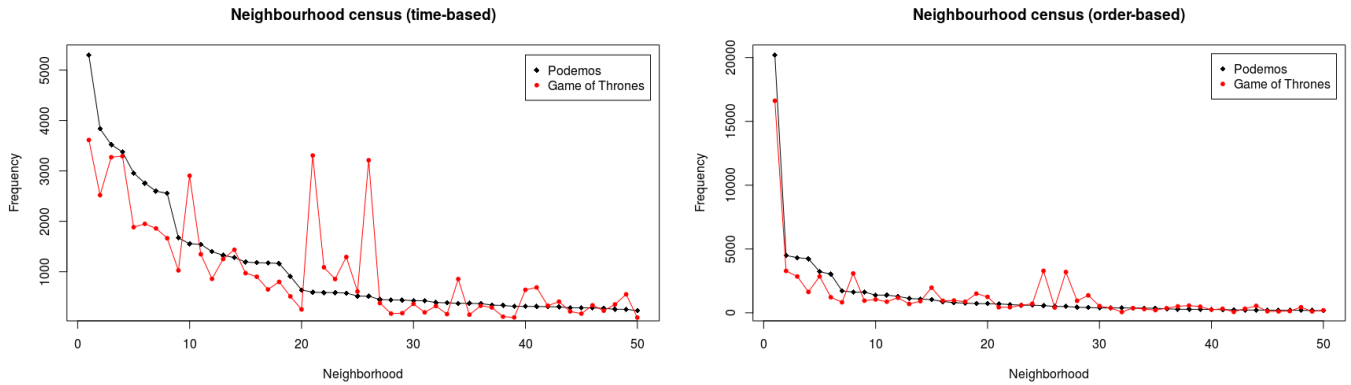 Neighbourhood census (time-based)
Frequency
5000
4000
3000
2000
1000
Podemos
Game of Thrones
0 10 20 30 40 50
Neighborhood
Neighbourhood census (order-based)
Frequency
20000
15000
10000
50000
0
Podemos
Game of Thrones
0 10 20 30 40 50
Neighborhood